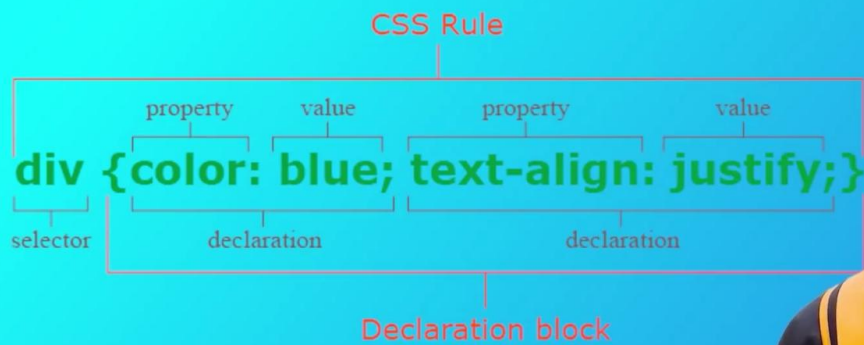 CSS Rule
property value property value
div {color: blue; text-align: justify;}
selector declaration declaration
Declaration block